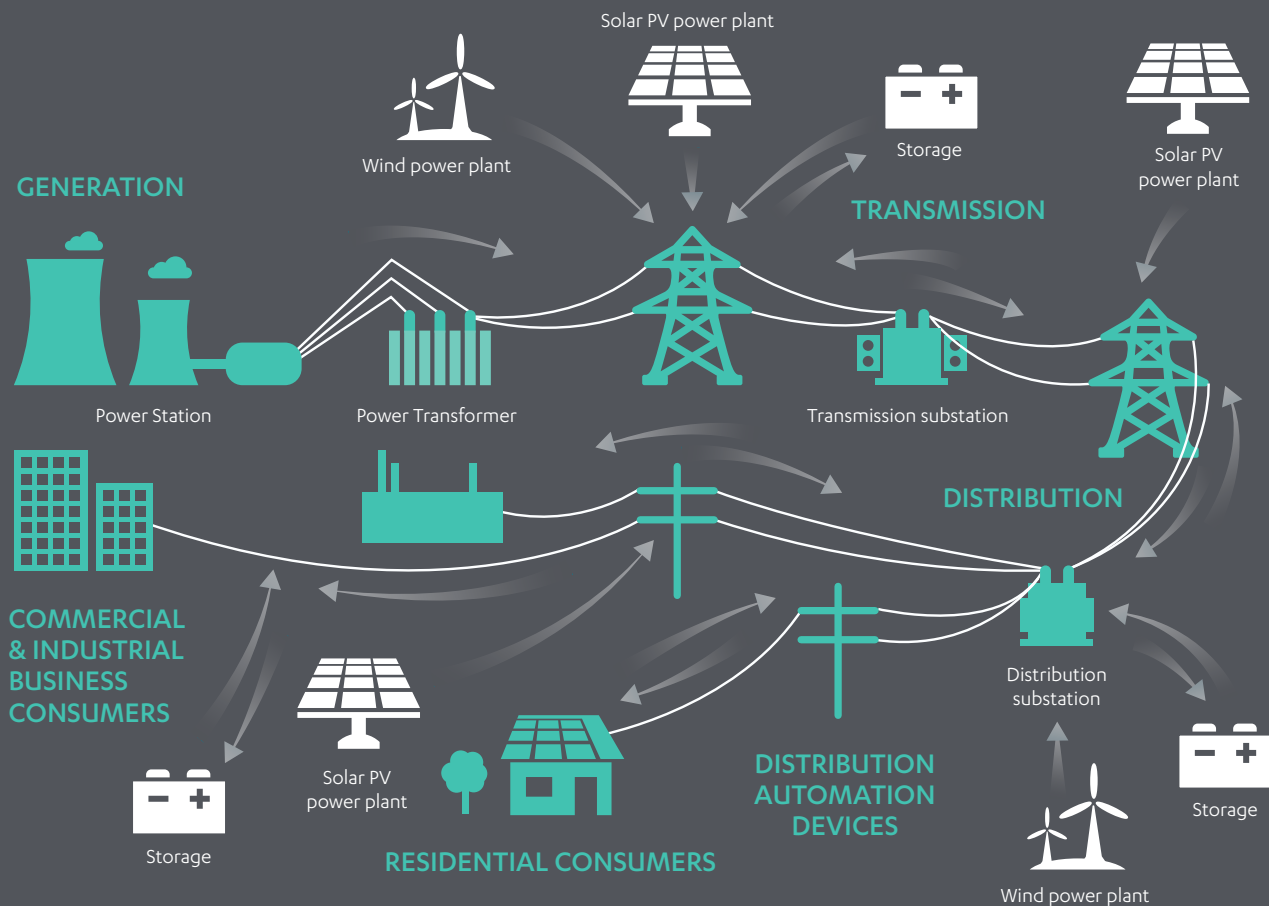 Solar PV power plant
Wind power plant
Storage
Solar PV
power plant
GENERATION
TRANSMISSION
Power Station
Power Transformer
Transmission substation
DISTRIBUTION
COMMERCIAL
& INDUSTRIAL
BUSINESS
CONSUMERS
Distribution
substation
Solar PV
power plant
DISTRIBUTION
AUTOMATION
DEVICES
Storage
Storage
RESIDENTIAL CONSUMERS
Wind power plant